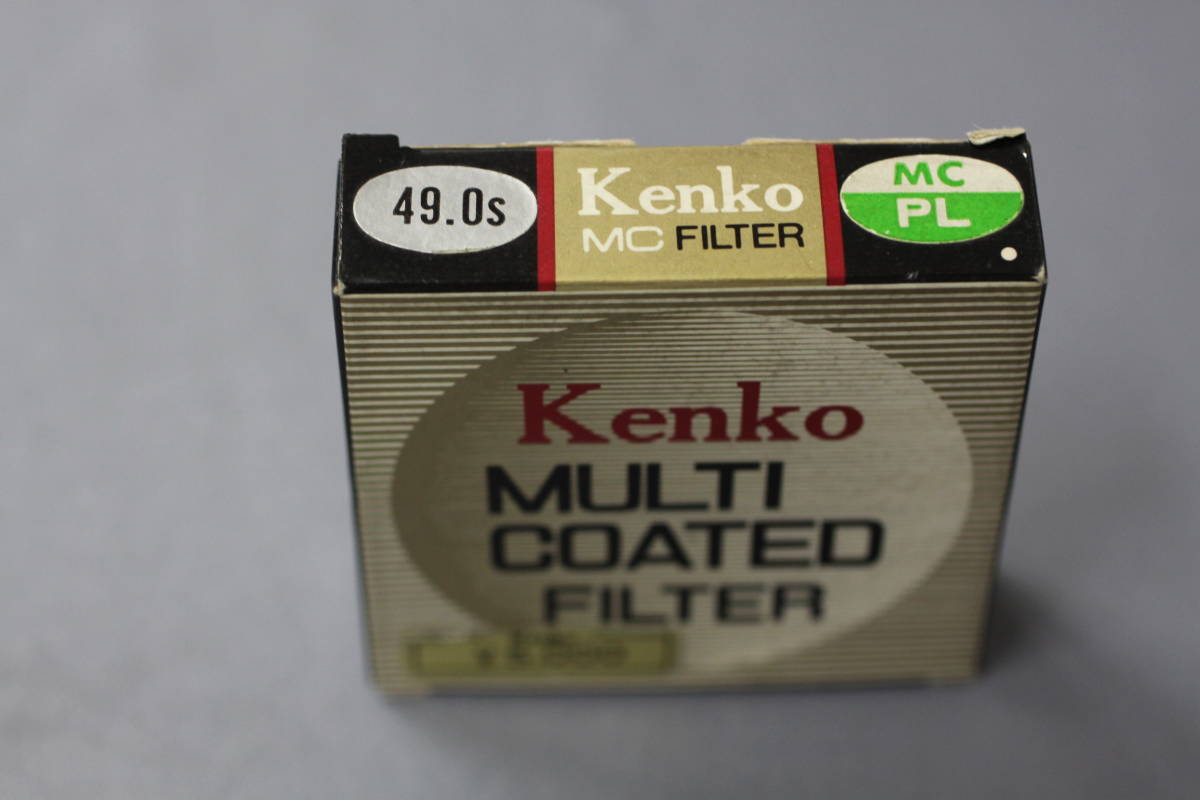 49.0s
Kenko
MC FILTER
MC
PL
Kenko
MULTI
COATED
FILTER